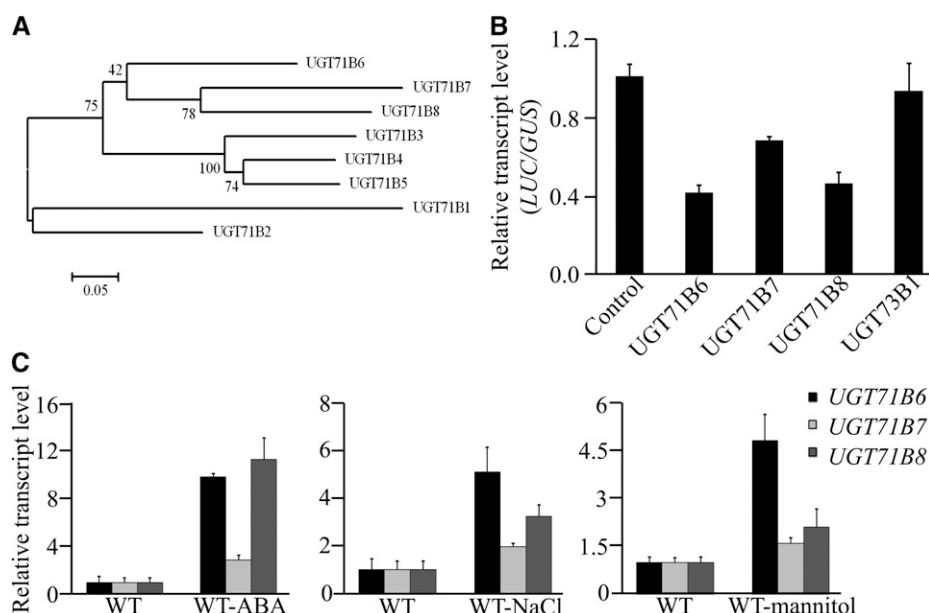 A
UGT71B6
42
UGT71B7
75
78
UGT71B8
UGT71B3
100
UGT71B4
74
UGT71B5
UGT71B1
UGT71B2
0.05
B
Relative transcript level
(LUC/GUS)
1.2
0.8
0.4
0.0
Control
UGT71B6
UGT71B7
UGT71B8
UGT73B1
C
Relative transcript level
16
12
8
4
0
WT
WT-ABA
8
6
4
2
0
WT
WT-NaCl
6
4.5
3
1.5
0
WT
WT-mannitol
UGT71B6
UGT71B7
UGT71B8